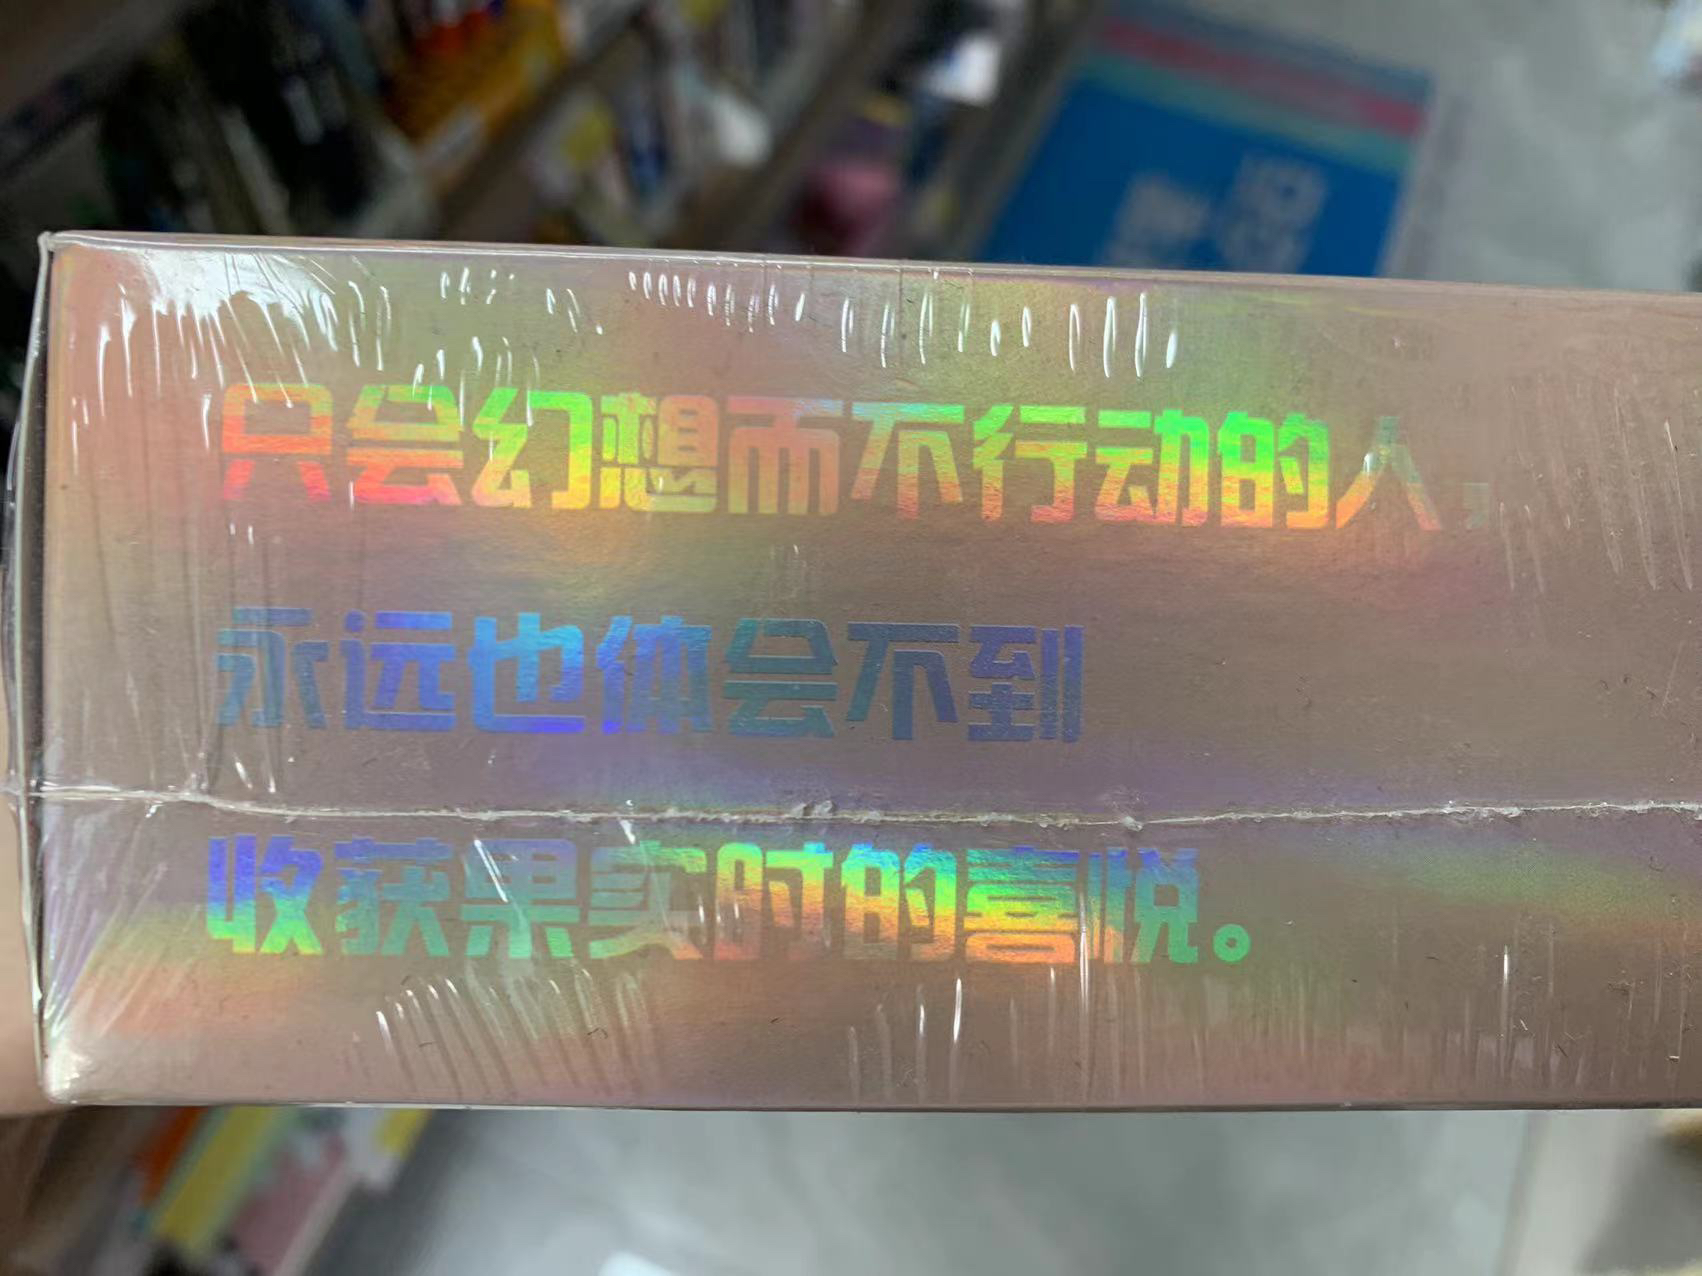 只会幻想而不行动的人，
永远也体会不到
收获果实时的喜悦。